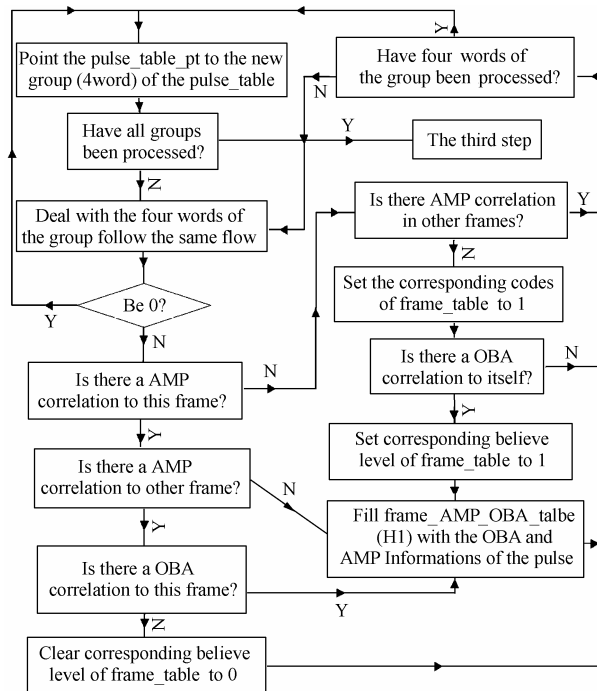 Y
Point the pulse_table_pt to the new
group (4word) of the pulse_table
Have four words of
the group been processed?
N
Have all groups
been processed?
Y
The third step
N
Deal with the four words of
the group follow the same flow
Is there AMP correlation
in other frames?
Y
N
Be 0?
Y
N
Set the corresponding codes
of frame_table to 1
Is there a AMP
correlation to this frame?
N
Is there a OBA
correlation to itself?
N
Y
Y
Is there a AMP
correlation to other frame?
N
Set corresponding believe
level of frame_table to 1
Y
Fill frame_AMP_OBA_talbe
(H1) with the OBA and
AMP Informations of the pulse
Is there a OBA
correlation to this frame?
Y
N
Clear corresponding believe
level of frame_table to 0